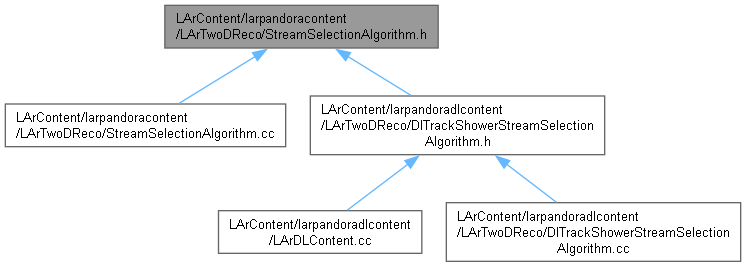 LArContent/larpandoracontent
/LArTwoDReco/StreamSelectionAlgorithm.h
LArContent/larpandoracontent
/LArTwoDReco/StreamSelectionAlgorithm.cc
LArContent/larpandoradlcontent
/LArTwoDReco/DlTrackShowerStreamSelection
Algorithm.h
LArContent/larpandoradlcontent
/LArDLContent.cc
LArContent/larpandoradlcontent
/LArTwoDReco/DlTrackShowerStreamSelection
Algorithm.cc